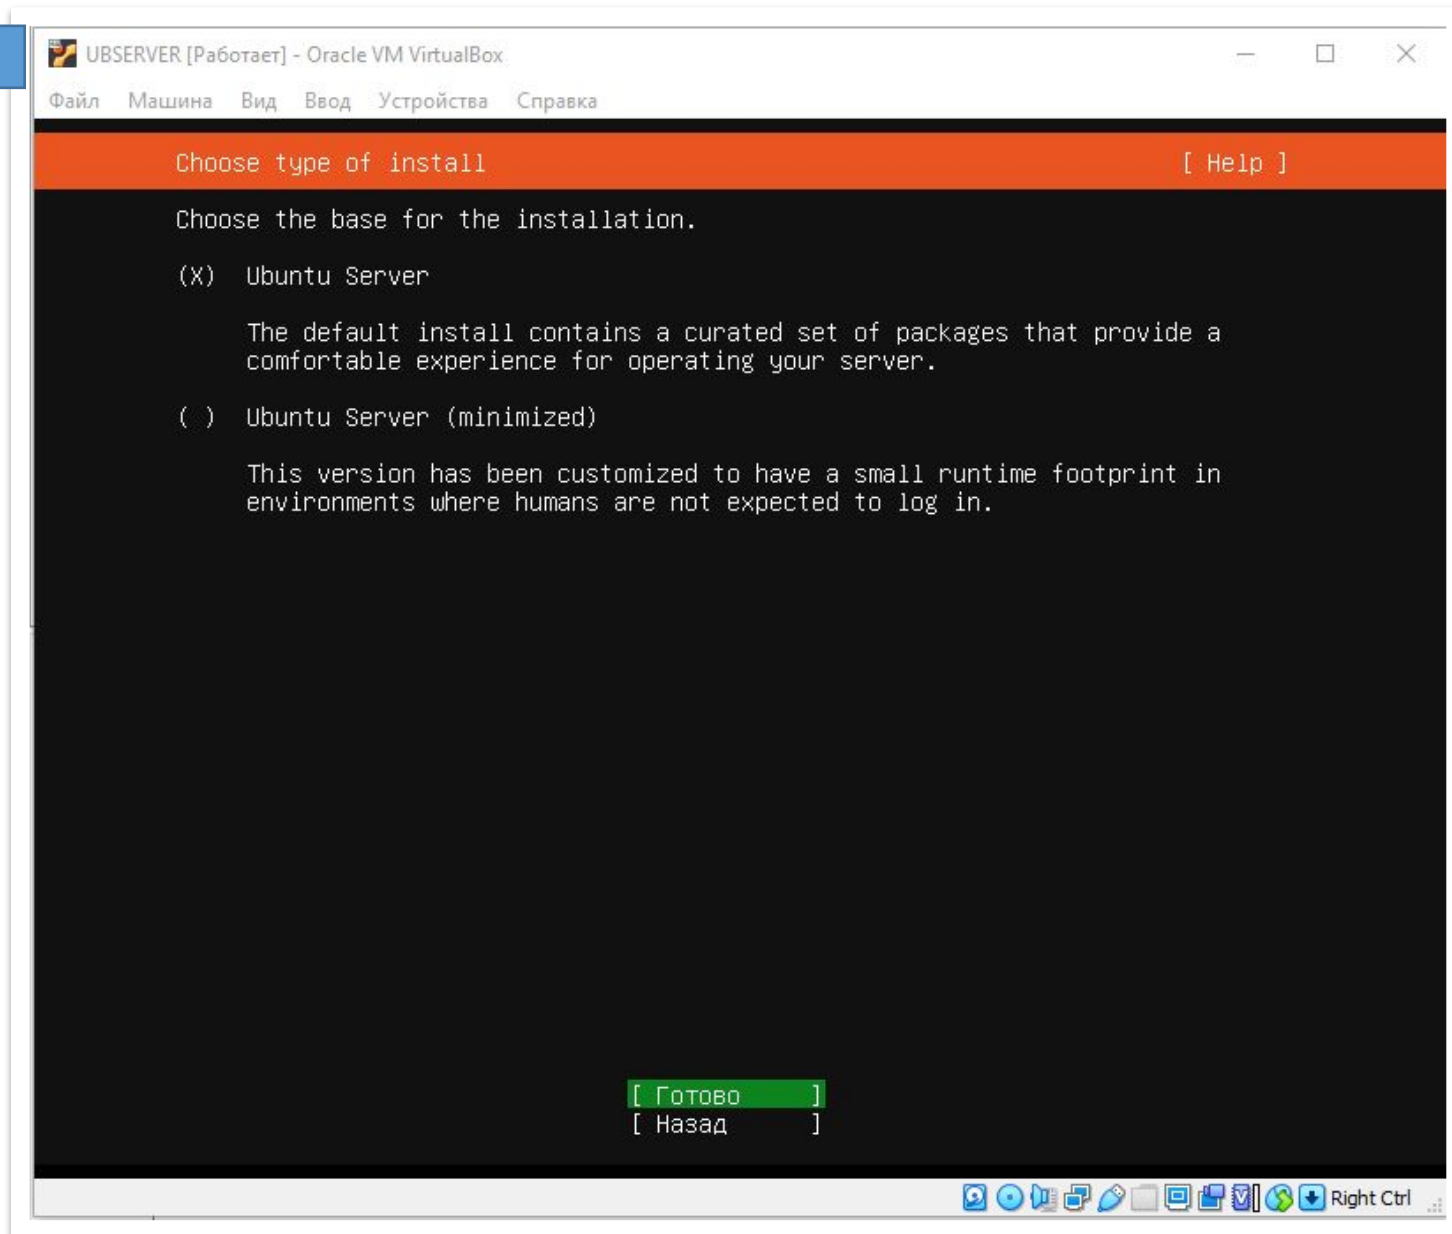 UBSERVER [Работает] - Oracle VM VirtualBox
Файл Машина Вид Ввод Устройства Справка
Choose type of install [ Help ]
Choose the base for the installation.
(X) Ubuntu Server
The default install contains a curated set of packages that provide a
comfortable experience for operating your server.
( ) Ubuntu Server (minimized)
This version has been customized to have a small runtime footprint in
environments where humans are not expected to log in.
[ Готово ]
[ Назад ]
Right Ctrl